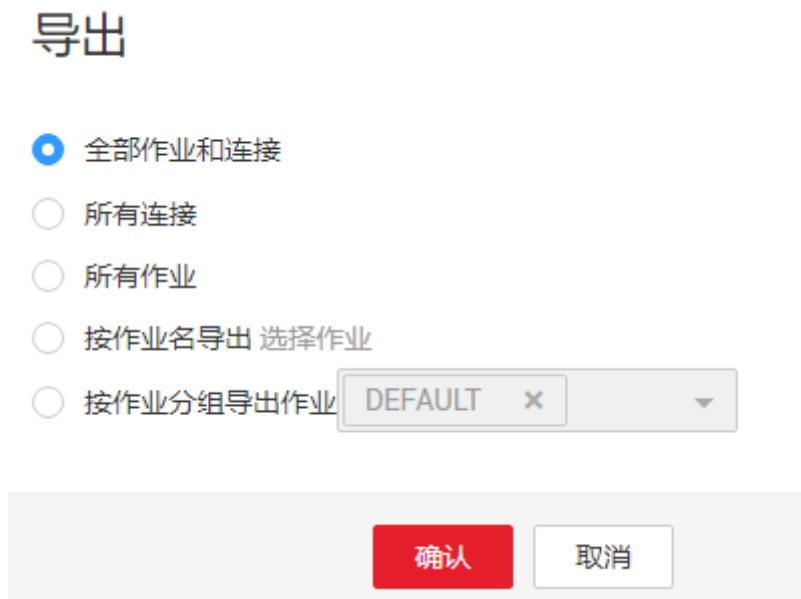 导出
全部作业和连接
所有连接
所有作业
按作业名导出 选择作业
按作业分组导出作业 DEFAULT ×
确认 取消